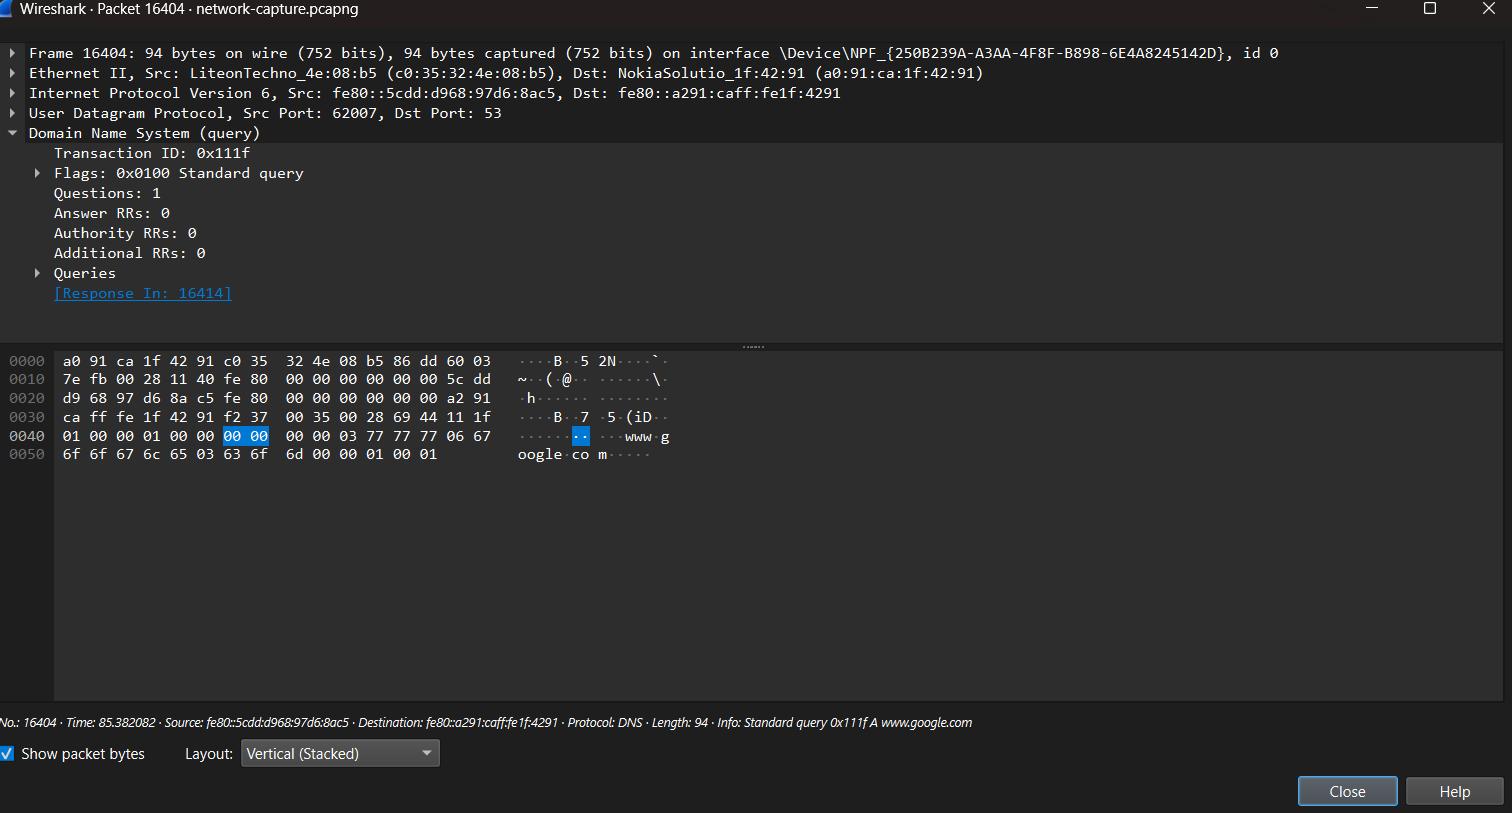 Wireshark · Packet 16404 · network-capture.pcapng
Frame 16404: 94 bytes on wire (752 bits), 94 bytes captured (752 bits) on interface \Device\NPF_{250B239A-A3AA-4F8F-B898-6E4A8245142D}, id 0
Ethernet II, Src: LiteonTechno_4e:08:b5 (c0:35:32:4e:08:b5), Dst: NokiaSolutio_1f:42:91 (a0:91:ca:1f:42:91)
Internet Protocol Version 6, Src: fe80::5cdd:d968:97d6:8ac5, Dst: fe80::a291:caff:fe1f:4291
User Datagram Protocol, Src Port: 62007, Dst Port: 53
Domain Name System (query)
Transaction ID: 0x111f
Flags: 0x0100 Standard query
Questions: 1
Answer RRs: 0
Authority RRs: 0
Additional RRs: 0
Queries
[Response In: 16414]
0000 a0 91 ca 1f 42 91 c0 35 32 4e 08 b5 86 dd 60 03 ····B··5 2N····`·
0010 7e fb 00 28 11 40 fe 80 00 00 00 00 00 00 5c dd ~··(·@·· ······\·
0020 d9 68 97 d6 8a c5 fe 80 00 00 00 00 00 00 a2 91 ·h······ ········
0030 ca ff fe 1f 42 91 f2 37 00 35 00 28 69 44 11 1f ····B··7 ·5·(iD··
0040 01 00 00 01 00 00 00 00 00 00 03 77 77 77 06 67 ········ ···www·g
0050 6f 6f 67 6c 65 03 63 6f 6d 00 00 01 00 01 oogle·co m·····
No.: 16404 · Time: 85.382082 · Source: fe80::5cdd:d968:97d6:8ac5 · Destination: fe80::a291:caff:fe1f:4291 · Protocol: DNS · Length: 94 · Info: Standard query 0x111f A www.google.com
Show packet bytes Layout: Vertical (Stacked)
Close Help